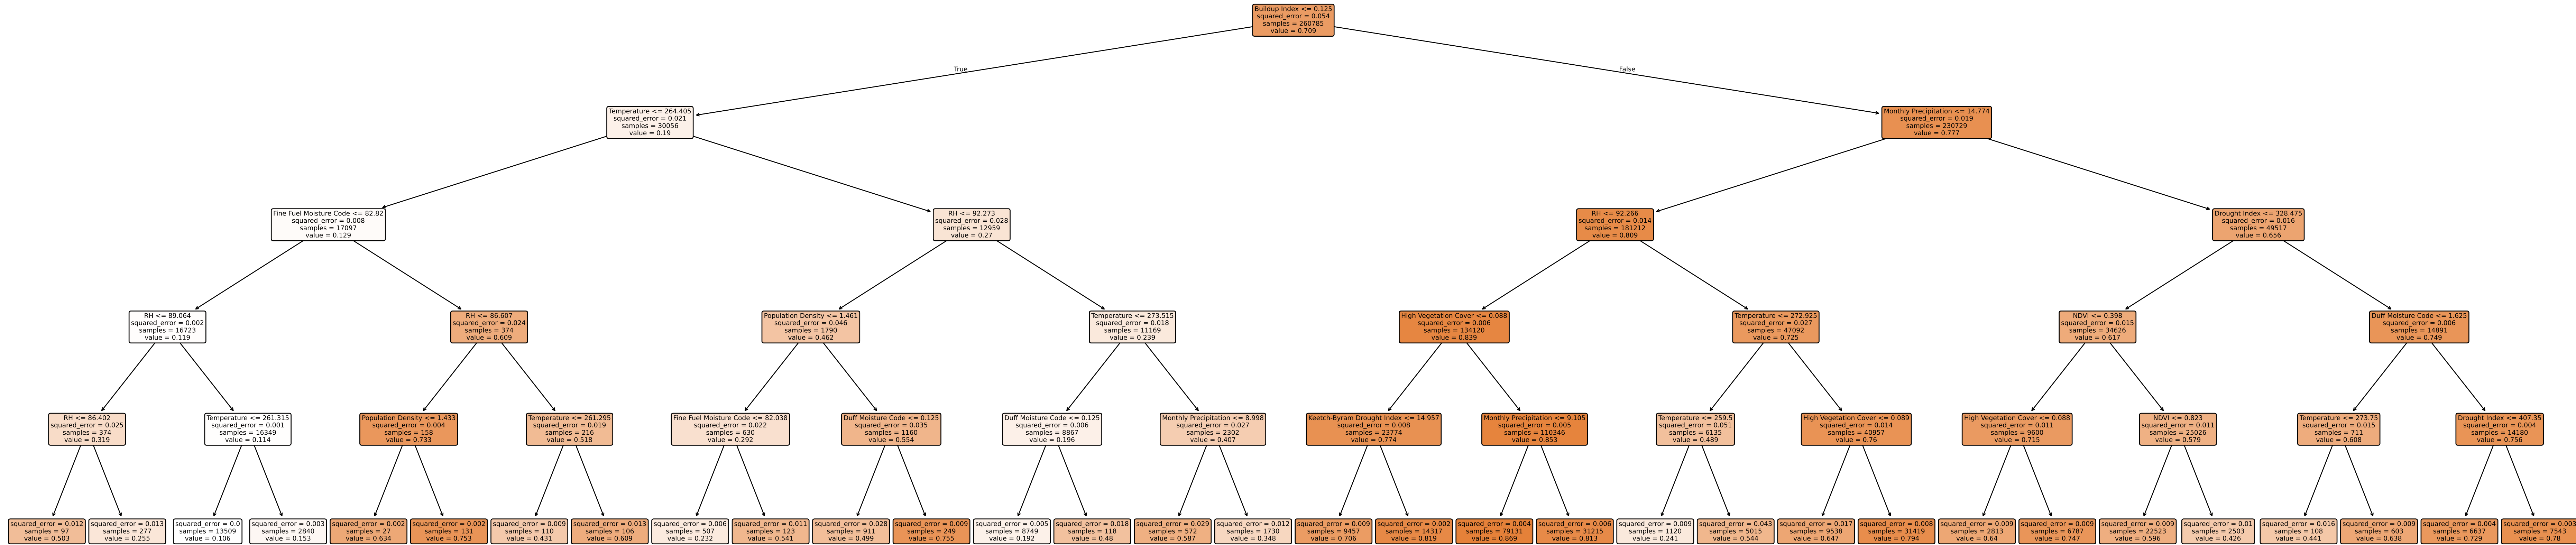 Buildup Index <= 0.125
squared_error = 0.054
samples = 260785
value = 0.709
True
False
Temperature <= 264.405
squared_error = 0.021
samples = 30056
value = 0.19
Monthly Precipitation <= 14.774
squared_error = 0.019
samples = 230729
value = 0.777
Fine Fuel Moisture Code <= 82.82
squared_error = 0.008
samples = 17097
value = 0.129
RH <= 92.273
squared_error = 0.028
samples = 12959
value = 0.27
RH <= 92.266
squared_error = 0.014
samples = 181212
value = 0.809
Drought Index <= 328.475
squared_error = 0.016
samples = 49517
value = 0.656
RH <= 89.064
squared_error = 0.002
samples = 16723
value = 0.119
RH <= 86.607
squared_error = 0.024
samples = 374
value = 0.609
Population Density <= 1.461
squared_error = 0.046
samples = 1790
value = 0.462
Temperature <= 273.515
squared_error = 0.018
samples = 11169
value = 0.239
High Vegetation Cover <= 0.088
squared_error = 0.006
samples = 134120
value = 0.839
Temperature <= 272.925
squared_error = 0.027
samples = 47092
value = 0.725
NDVI <= 0.398
squared_error = 0.015
samples = 34626
value = 0.617
Duff Moisture Code <= 1.625
squared_error = 0.006
samples = 14891
value = 0.749
RH <= 86.402
squared_error = 0.025
samples = 374
value = 0.319
Temperature <= 261.315
squared_error = 0.001
samples = 16349
value = 0.114
Population Density <= 1.433
squared_error = 0.004
samples = 158
value = 0.733
Temperature <= 261.295
squared_error = 0.019
samples = 216
value = 0.518
Fine Fuel Moisture Code <= 82.038
squared_error = 0.022
samples = 630
value = 0.292
Duff Moisture Code <= 0.125
squared_error = 0.035
samples = 1160
value = 0.554
Duff Moisture Code <= 0.125
squared_error = 0.006
samples = 8867
value = 0.196
Monthly Precipitation <= 8.998
squared_error = 0.027
samples = 2302
value = 0.407
Keetch-Byram Drought Index <= 14.957
squared_error = 0.008
samples = 23774
value = 0.774
Monthly Precipitation <= 9.105
squared_error = 0.005
samples = 110346
value = 0.853
Temperature <= 259.5
squared_error = 0.051
samples = 6135
value = 0.489
High Vegetation Cover <= 0.089
squared_error = 0.014
samples = 40957
value = 0.76
High Vegetation Cover <= 0.088
squared_error = 0.011
samples = 9600
value = 0.715
NDVI <= 0.823
squared_error = 0.011
samples = 25026
value = 0.579
Temperature <= 273.75
squared_error = 0.015
samples = 711
value = 0.608
Drought Index <= 407.35
squared_error = 0.004
samples = 14180
value = 0.756
squared_error = 0.012
samples = 97
value = 0.503
squared_error = 0.013
samples = 277
value = 0.255
squared_error = 0.0
samples = 13509
value = 0.106
squared_error = 0.003
samples = 2840
value = 0.153
squared_error = 0.002
samples = 27
value = 0.634
squared_error = 0.002
samples = 131
value = 0.753
squared_error = 0.009
samples = 110
value = 0.431
squared_error = 0.013
samples = 106
value = 0.609
squared_error = 0.006
samples = 507
value = 0.232
squared_error = 0.011
samples = 123
value = 0.541
squared_error = 0.028
samples = 911
value = 0.499
squared_error = 0.009
samples = 249
value = 0.755
squared_error = 0.005
samples = 8749
value = 0.192
squared_error = 0.018
samples = 118
value = 0.48
squared_error = 0.029
samples = 572
value = 0.587
squared_error = 0.012
samples = 1730
value = 0.348
squared_error = 0.009
samples = 9457
value = 0.706
squared_error = 0.002
samples = 14317
value = 0.819
squared_error = 0.004
samples = 79131
value = 0.869
squared_error = 0.006
samples = 31215
value = 0.813
squared_error = 0.009
samples = 1120
value = 0.241
squared_error = 0.043
samples = 5015
value = 0.544
squared_error = 0.017
samples = 9538
value = 0.647
squared_error = 0.008
samples = 31419
value = 0.794
squared_error = 0.009
samples = 2813
value = 0.64
squared_error = 0.009
samples = 6787
value = 0.747
squared_error = 0.009
samples = 22523
value = 0.596
squared_error = 0.01
samples = 2503
value = 0.426
squared_error = 0.016
samples = 108
value = 0.441
squared_error = 0.009
samples = 603
value = 0.638
squared_error = 0.004
samples = 6637
value = 0.729
squared_error = 0.003
samples = 7543
value = 0.78